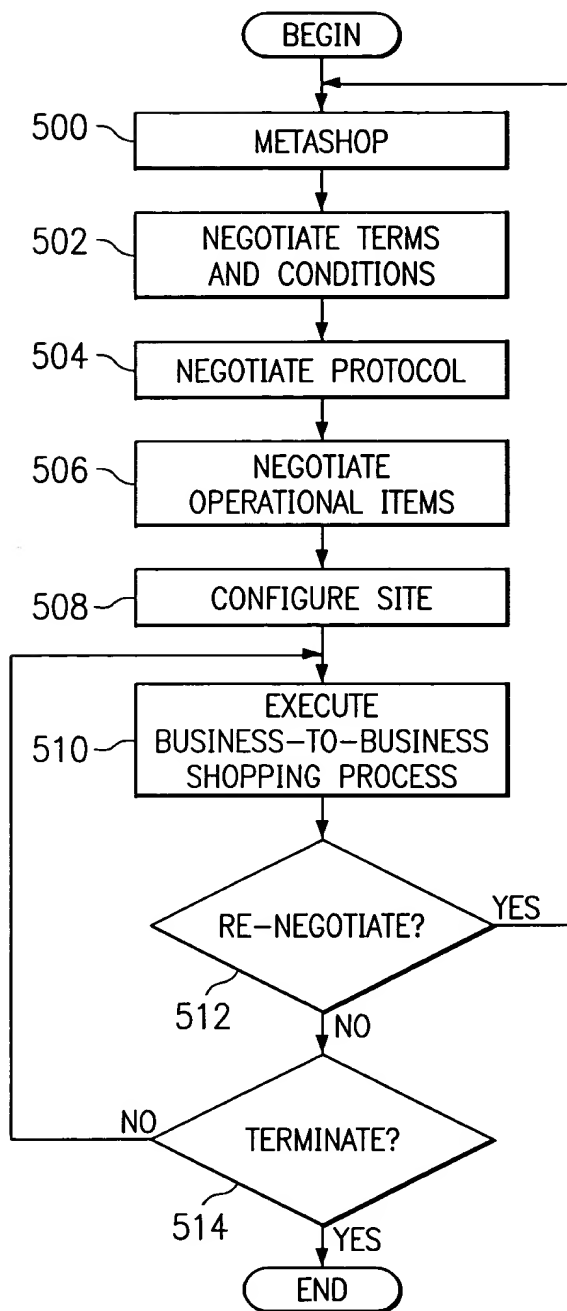 BEGIN
500
METASHOP
502
NEGOTIATE TERMS
AND CONDITIONS
504
NEGOTIATE PROTOCOL
506
NEGOTIATE
OPERATIONAL ITEMS
508
CONFIGURE SITE
510
EXECUTE
BUSINESS-TO-BUSINESS
SHOPPING PROCESS
RE-NEGOTIATE?
YES
512
NO
TERMINATE?
NO
514
YES
END